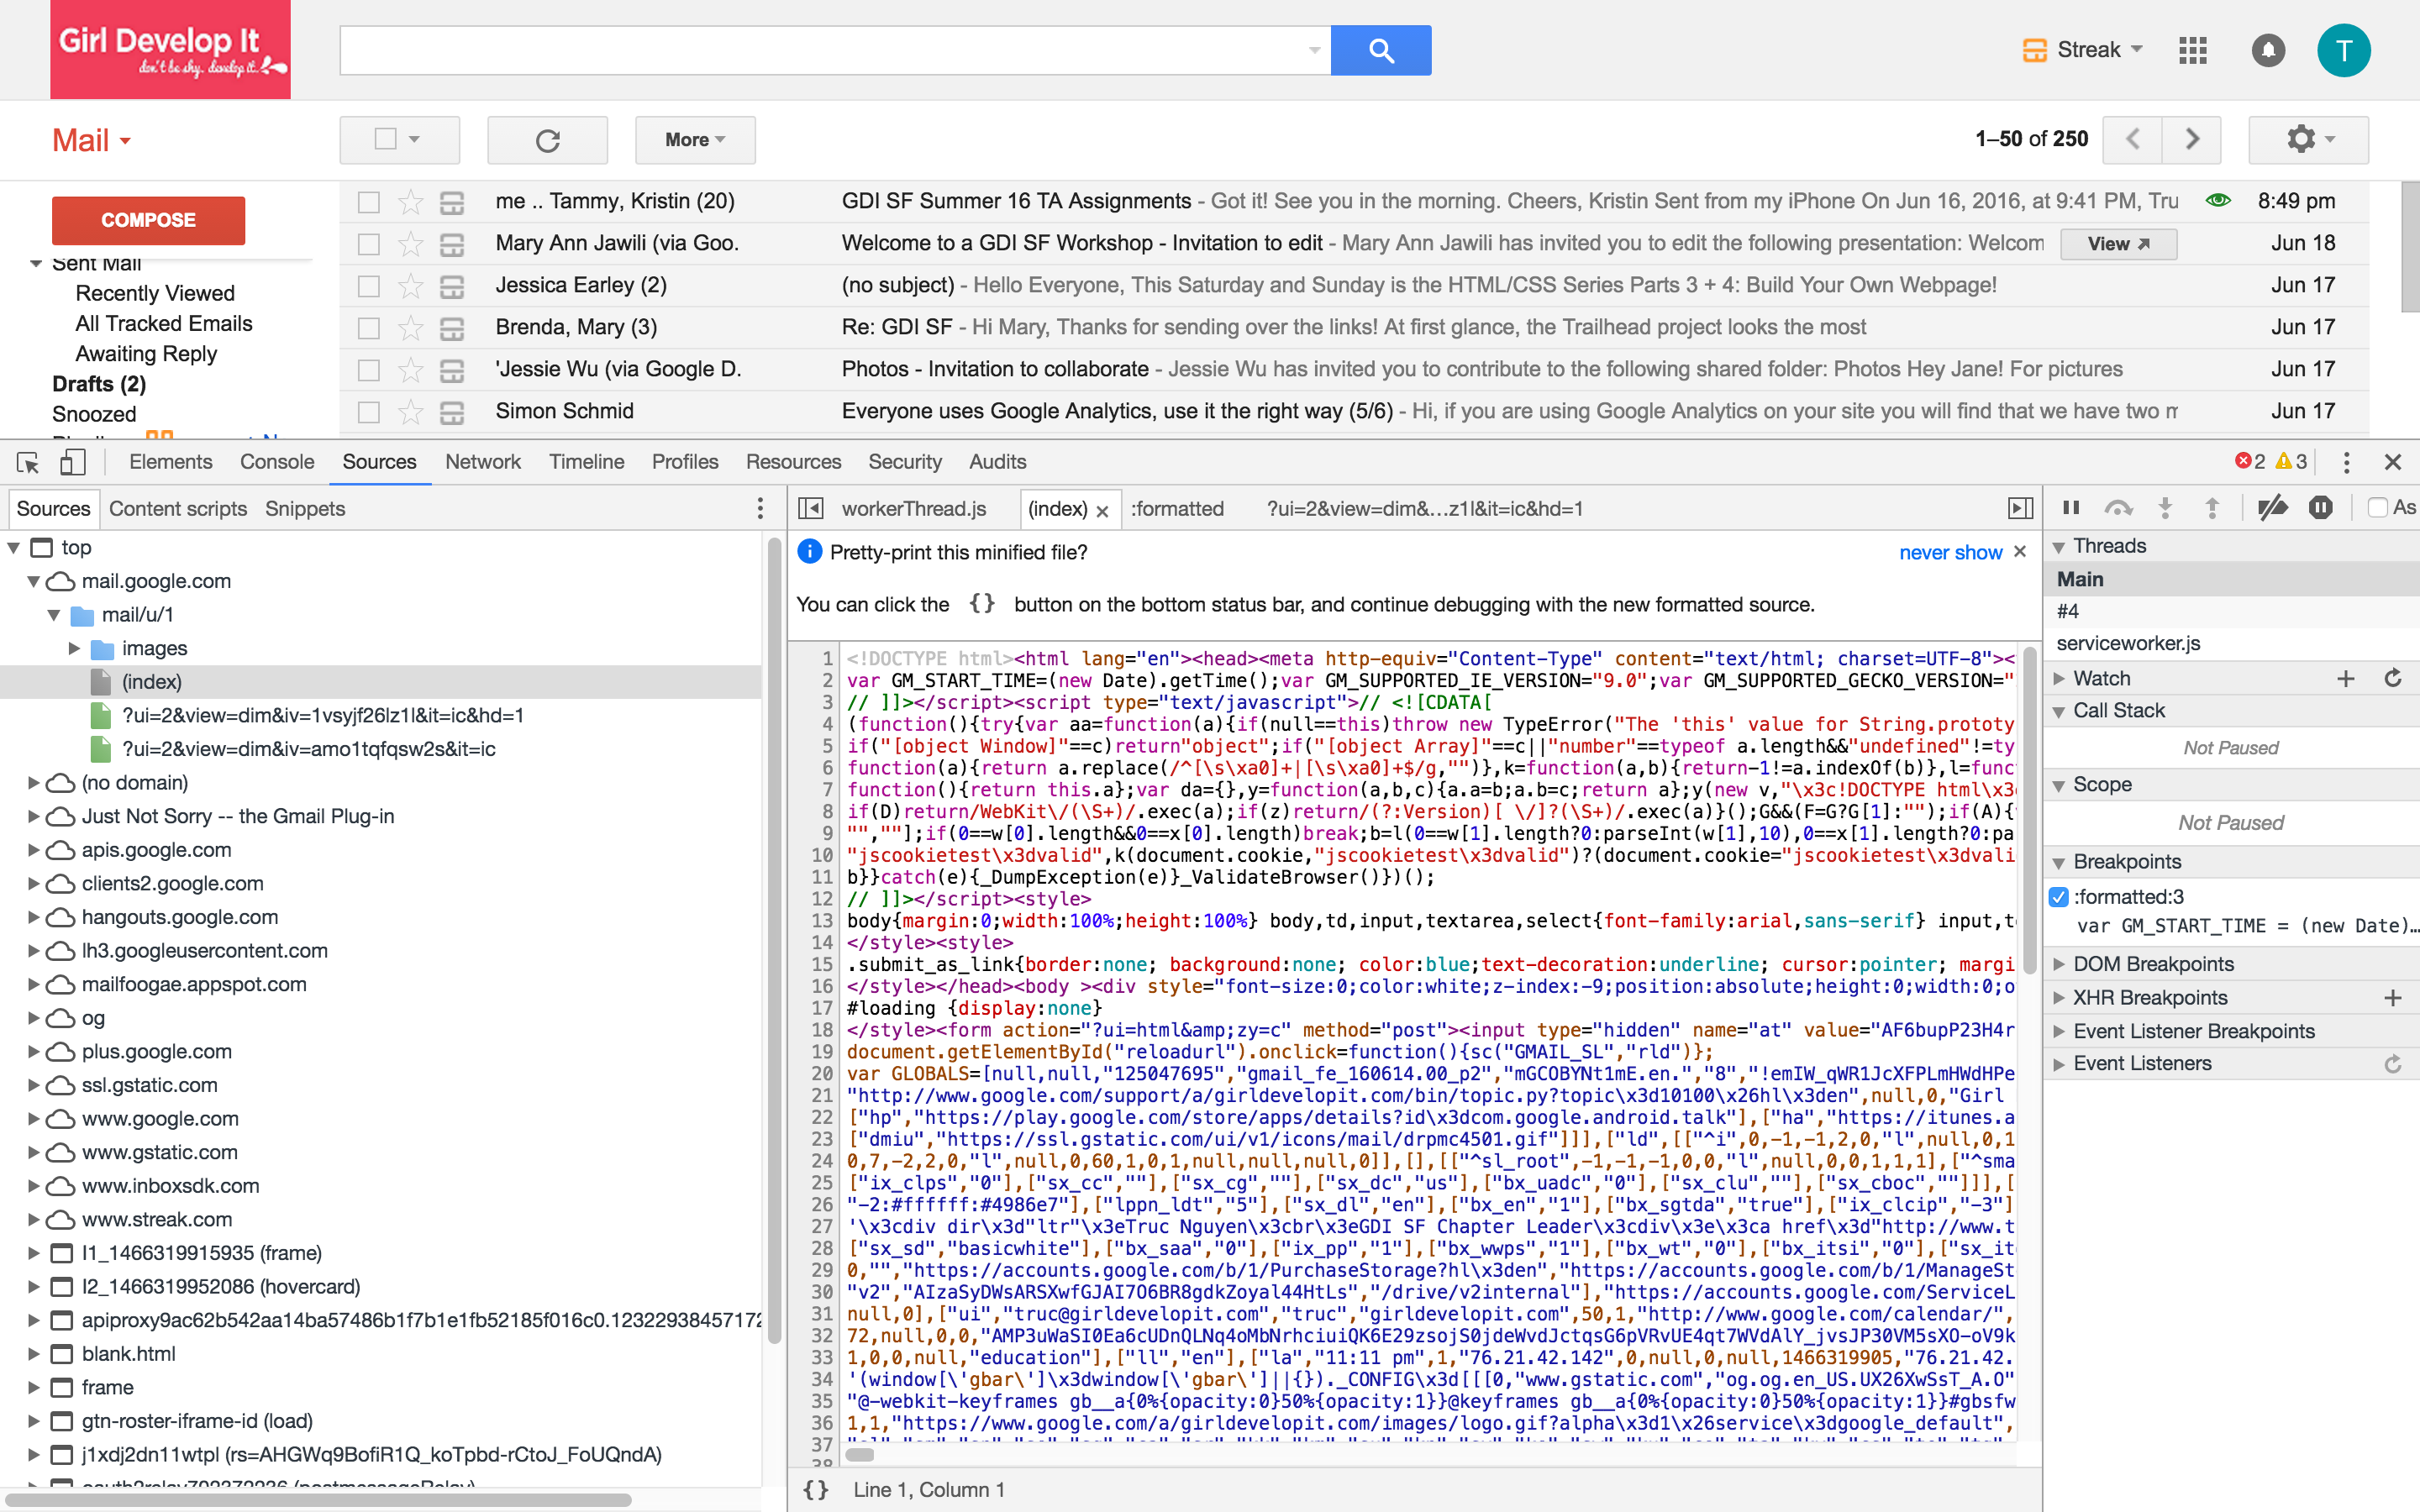 Girl Develop It
don't be shy. develop it.
Streak
T
Mail
More
1–50 of 250
COMPOSE
Sent Mail
Recently Viewed
All Tracked Emails
Awaiting Reply
Drafts (2)
Snoozed
me .. Tammy, Kristin (20) GDI SF Summer 16 TA Assignments - Got it! See you in the morning. Cheers, Kristin Sent from my iPhone On Jun 16, 2016, at 9:41 PM, Tru 8:49 pm
Mary Ann Jawili (via Goo. Welcome to a GDI SF Workshop - Invitation to edit - Mary Ann Jawili has invited you to edit the following presentation: Welcom View Jun 18
Jessica Earley (2) (no subject) - Hello Everyone, This Saturday and Sunday is the HTML/CSS Series Parts 3 + 4: Build Your Own Webpage! Jun 17
Brenda, Mary (3) Re: GDI SF - Hi Mary, Thanks for sending over the links! At first glance, the Trailhead project looks the most Jun 17
'Jessie Wu (via Google D. Photos - Invitation to collaborate - Jessie Wu has invited you to contribute to the following shared folder: Photos Hey Jane! For pictures Jun 17
Simon Schmid Everyone uses Google Analytics, use it the right way (5/6) - Hi, if you are using Google Analytics on your site you will find that we have two m Jun 17
Elements Console Sources Network Timeline Profiles Resources Security Audits 2 3
Sources Content scripts Snippets
top
mail.google.com
mail/u/1
images
(index)
?ui=2&view=dim&iv=1vsyjf26lz1l&it=ic&hd=1
?ui=2&view=dim&iv=amo1tqfqsw2s&it=ic
(no domain)
Just Not Sorry -- the Gmail Plug-in
apis.google.com
clients2.google.com
hangouts.google.com
lh3.googleusercontent.com
mailfoogae.appspot.com
og
plus.google.com
ssl.gstatic.com
www.google.com
www.gstatic.com
www.inboxsdk.com
www.streak.com
I1_1466319915935 (frame)
I2_1466319952086 (hovercard)
apiproxy9ac62b542aa14ba57486b1f7b1e1fb52185f016c0.12322938457172
blank.html
frame
gtn-roster-iframe-id (load)
j1xdj2dn11wtpl (rs=AHGWq9BofiR1Q_koTpbd-rCtoJ_FoUQndA)
workerThread.js (index) × :formatted ?ui=2&view=dim&…z1l&it=ic&hd=1
Pretty-print this minified file? never show ×
You can click the {} button on the bottom status bar, and continue debugging with the new formatted source.
1 <!DOCTYPE html><html lang="en"><head><meta http-equiv="Content-Type" content="text/html; charset=UTF-8"><
2 var GM_START_TIME=(new Date).getTime();var GM_SUPPORTED_IE_VERSION="9.0";var GM_SUPPORTED_GECKO_VERSION="
3 // ]]></script><script type="text/javascript">// <![CDATA[
4 (function(){try{var aa=function(a){if(null==this)throw new TypeError("The 'this' value for String.prototy
5 if("[object Window]"==c)return"object";if("[object Array]"==c||"number"==typeof a.length&&"undefined"!=ty
6 function(a){return a.replace(/^[\s\xa0]+|[\s\xa0]+$/g,"")},k=function(a,b){return-1!=a.indexOf(b)},l=func
7 function(){return this.a};var da={},y=function(a,b,c){a.a=b;a.b=c;return a};y(new v,"\x3c!DOCTYPE html\x3
8 if(D)return/WebKit\/(\S+)/.exec(a);if(z)return/(?:Version)[ \/]?(\S+)/.exec(a)}();G&&(F=G?G[1]:"");if(A){
9 "",""];if(0==w[0].length&&0==x[0].length)break;b=l(0==w[1].length?0:parseInt(w[1],10),0==x[1].length?0:pa
10 "jscookietest\x3dvalid",k(document.cookie,"jscookietest\x3dvalid")?(document.cookie="jscookietest\x3dvali
11 b}}catch(e){_DumpException(e)}_ValidateBrowser()})();
12 // ]]></script><style>
13 body{margin:0;width:100%;height:100%} body,td,input,textarea,select{font-family:arial,sans-serif} input,t
14 </style><style>
15 .submit_as_link{border:none; background:none; color:blue;text-decoration:underline; cursor:pointer; margi
16 </style></head><body ><div style="font-size:0;color:white;z-index:-9;position:absolute;height:0;width:0;o
17 #loading {display:none}
18 </style><form action="?ui=html&amp;zy=c" method="post"><input type="hidden" name="at" value="AF6bupP23H4r
19 document.getElementById("reloadurl").onclick=function(){sc("GMAIL_SL","rld")};
20 var GLOBALS=[null,null,"125047695","gmail_fe_160614.00_p2","mGCOBYNt1mE.en.","8","!emIW_qWR1JcXFPLmHWdHPe
21 "http://www.google.com/support/a/girldevelopit.com/bin/topic.py?topic\x3d10100\x26hl\x3den",null,0,"Girl
22 ["hp","https://play.google.com/store/apps/details?id\x3dcom.google.android.talk"],["ha","https://itunes.a
23 ["dmiu","https://ssl.gstatic.com/ui/v1/icons/mail/drpmc4501.gif"]]],["ld",[["^i",0,-1,-1,2,0,"l",null,0,1
24 0,7,-2,2,0,"l",null,0,60,1,0,1,null,null,null,0]],[],[["^sl_root",-1,-1,-1,0,0,"l",null,0,0,1,1,1],["^sma
25 ["ix_clps","0"],["sx_cc",""],["sx_cg",""],["sx_dc","us"],["bx_uadc","0"],["sx_clu",""],["sx_cboc",""]]],[
26 "-2:#ffffff:#4986e7"],["lppn_ldt","5"],["sx_dl","en"],["bx_en","1"],["bx_sgtda","true"],["ix_clcip","-3"]
27 '\x3cdiv dir\x3d"ltr"\x3eTruc Nguyen\x3cbr\x3eGDI SF Chapter Leader\x3cdiv\x3e\x3ca href\x3d"http://www.t
28 ["sx_sd","basicwhite"],["bx_saa","0"],["ix_pp","1"],["bx_wwps","1"],["bx_wt","0"],["bx_itsi","0"],["sx_it
29 0,"","https://accounts.google.com/b/1/PurchaseStorage?hl\x3den","https://accounts.google.com/b/1/ManageSt
30 "v2","AIzaSyDWsARSXwfGJAI7O6BR8gdkZoyal44HtLs","/drive/v2internal"],"https://accounts.google.com/ServiceL
31 null,0],["ui","truc@girldevelopit.com","truc","girldevelopit.com",50,1,"http://www.google.com/calendar/",
32 72,null,0,0,"AMP3uWaSI0Ea6cUDnQLNq4oMbNrhciuiQK6E29zsojS0jdeWvdJctqsG6pVRvUE4qt7WVdAlY_jvsJP30VM5sXO-oV9k
33 1,0,0,null,"education"],["ll","en"],["la","11:11 pm",1,"76.21.42.142",0,null,0,null,1466319905,"76.21.42.
34 '(window[\'gbar\']\x3dwindow[\'gbar\']||{})._CONFIG\x3d[[[0,"www.gstatic.com","og.og.en_US.UX26XwSsT_A.O"
35 "@-webkit-keyframes gb__a{0%{opacity:0}50%{opacity:1}}@keyframes gb__a{0%{opacity:0}50%{opacity:1}}#gbsfw
36 1,1,"https://www.google.com/a/girldevelopit.com/images/logo.gif?alpha\x3d1\x26service\x3dgoogle_default",
37
38
{} Line 1, Column 1
As
Threads
Main
#4
serviceworker.js
Watch
Call Stack
Not Paused
Scope
Not Paused
Breakpoints
:formatted:3
var GM_START_TIME = (new Date)…
DOM Breakpoints
XHR Breakpoints
Event Listener Breakpoints
Event Listeners